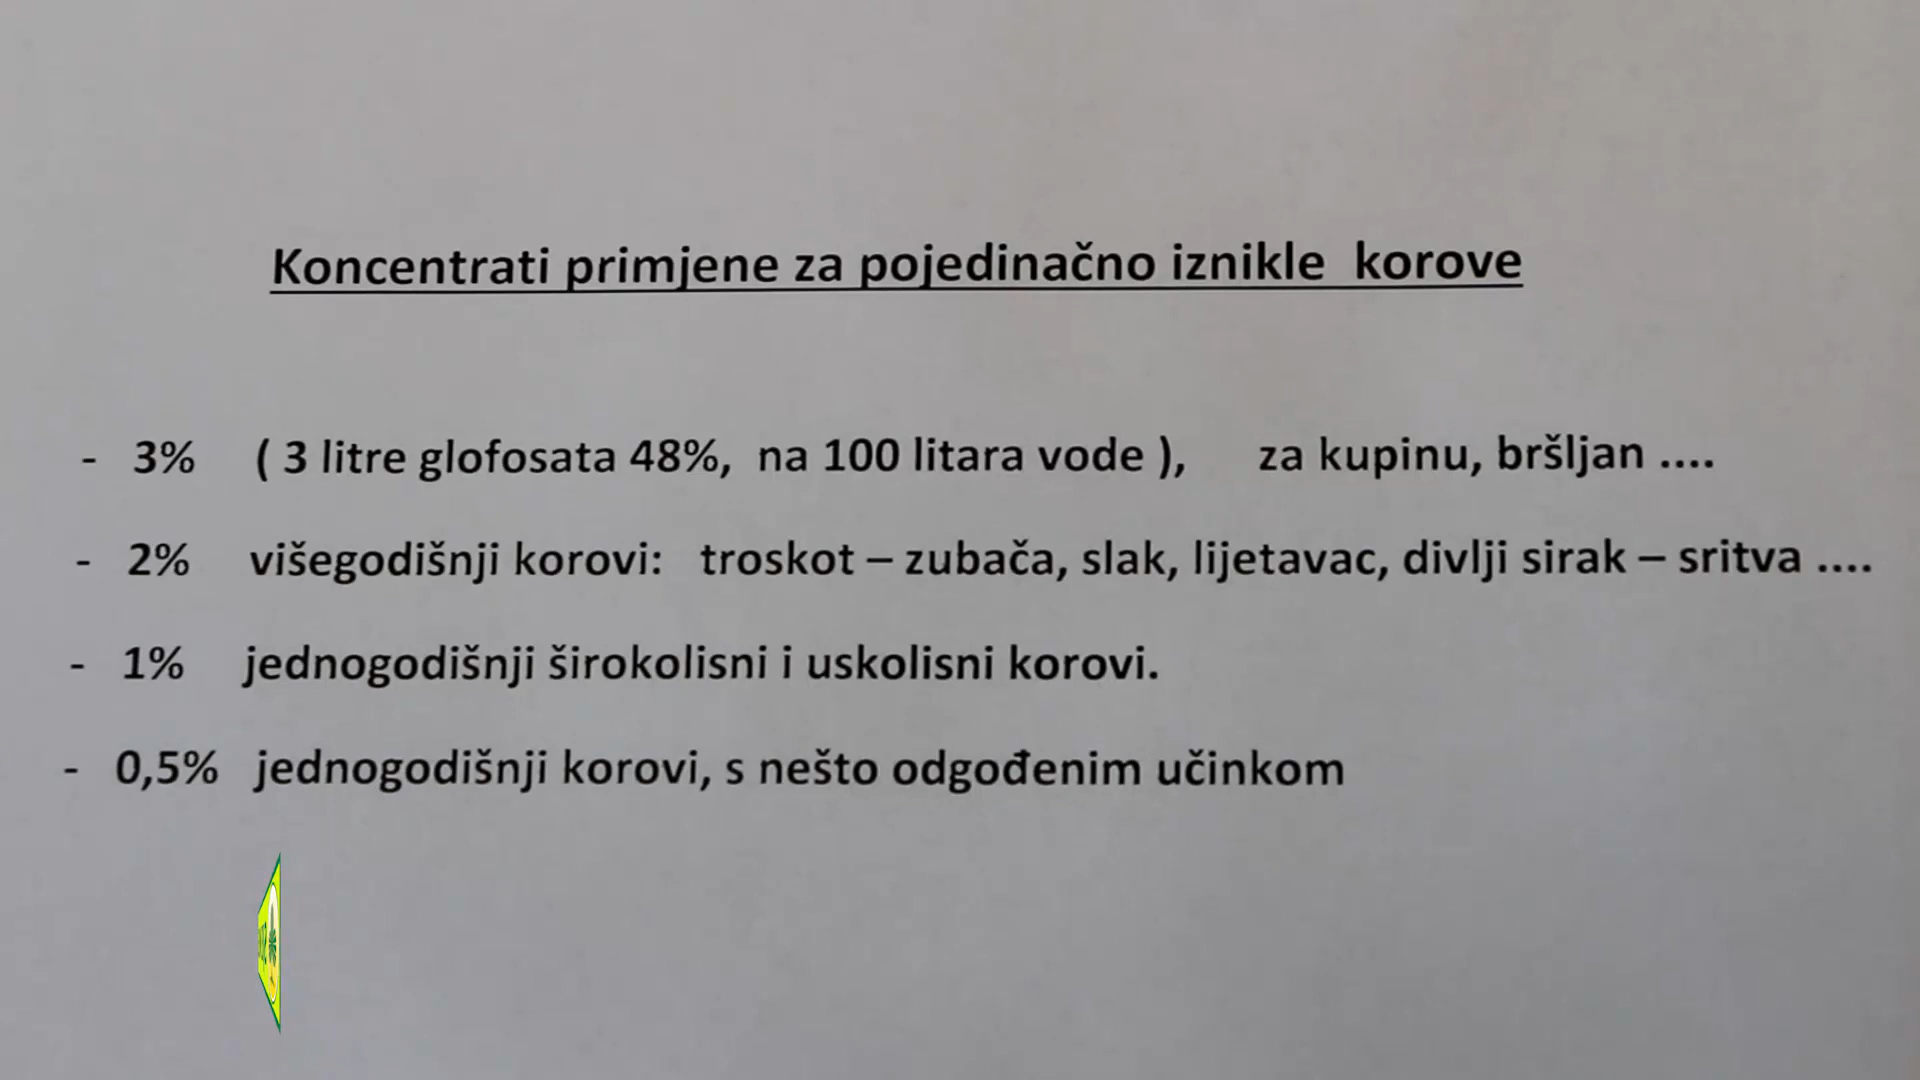 Koncentrati primjene za pojedinačno iznikle korove
- 3% ( 3 litre glofosata 48%, na 100 litara vode ), za kupinu, bršljan ....
- 2% višegodišnji korovi: troskot – zubača, slak, lijetavac, divlji sirak – sritva ....
- 1% jednogodišnji širokolisni i uskolisni korovi.
- 0,5% jednogodišnji korovi, s nešto odgođenim učinkom